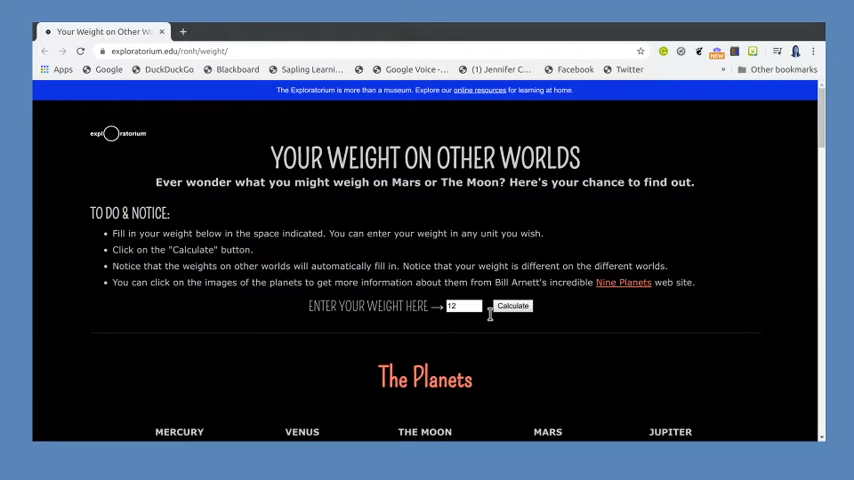 Your Weight on Other Wo
exploratorium.edu/ronh/weight/
NEW
Apps Google DuckDuckGo Blackboard Sapling Learni... Google Voice -... (1) Jennifer C... Facebook Twitter » Other bookmarks
The Exploratorium is more than a museum. Explore our online resources for learning at home.
exploratorium
YOUR WEIGHT ON OTHER WORLDS
Ever wonder what you might weigh on Mars or The Moon? Here's your chance to find out.
TO DO & NOTICE:
• Fill in your weight below in the space indicated. You can enter your weight in any unit you wish.
• Click on the "Calculate" button.
• Notice that the weights on other worlds will automatically fill in. Notice that your weight is different on the different worlds.
• You can click on the images of the planets to get more information about them from Bill Arnett's incredible Nine Planets web site.
ENTER YOUR WEIGHT HERE → 12 Calculate
The Planets
MERCURY VENUS THE MOON MARS JUPITER